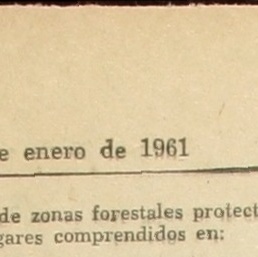 e enero de 1961
de zonas forestales protect
gares comprendidos en: